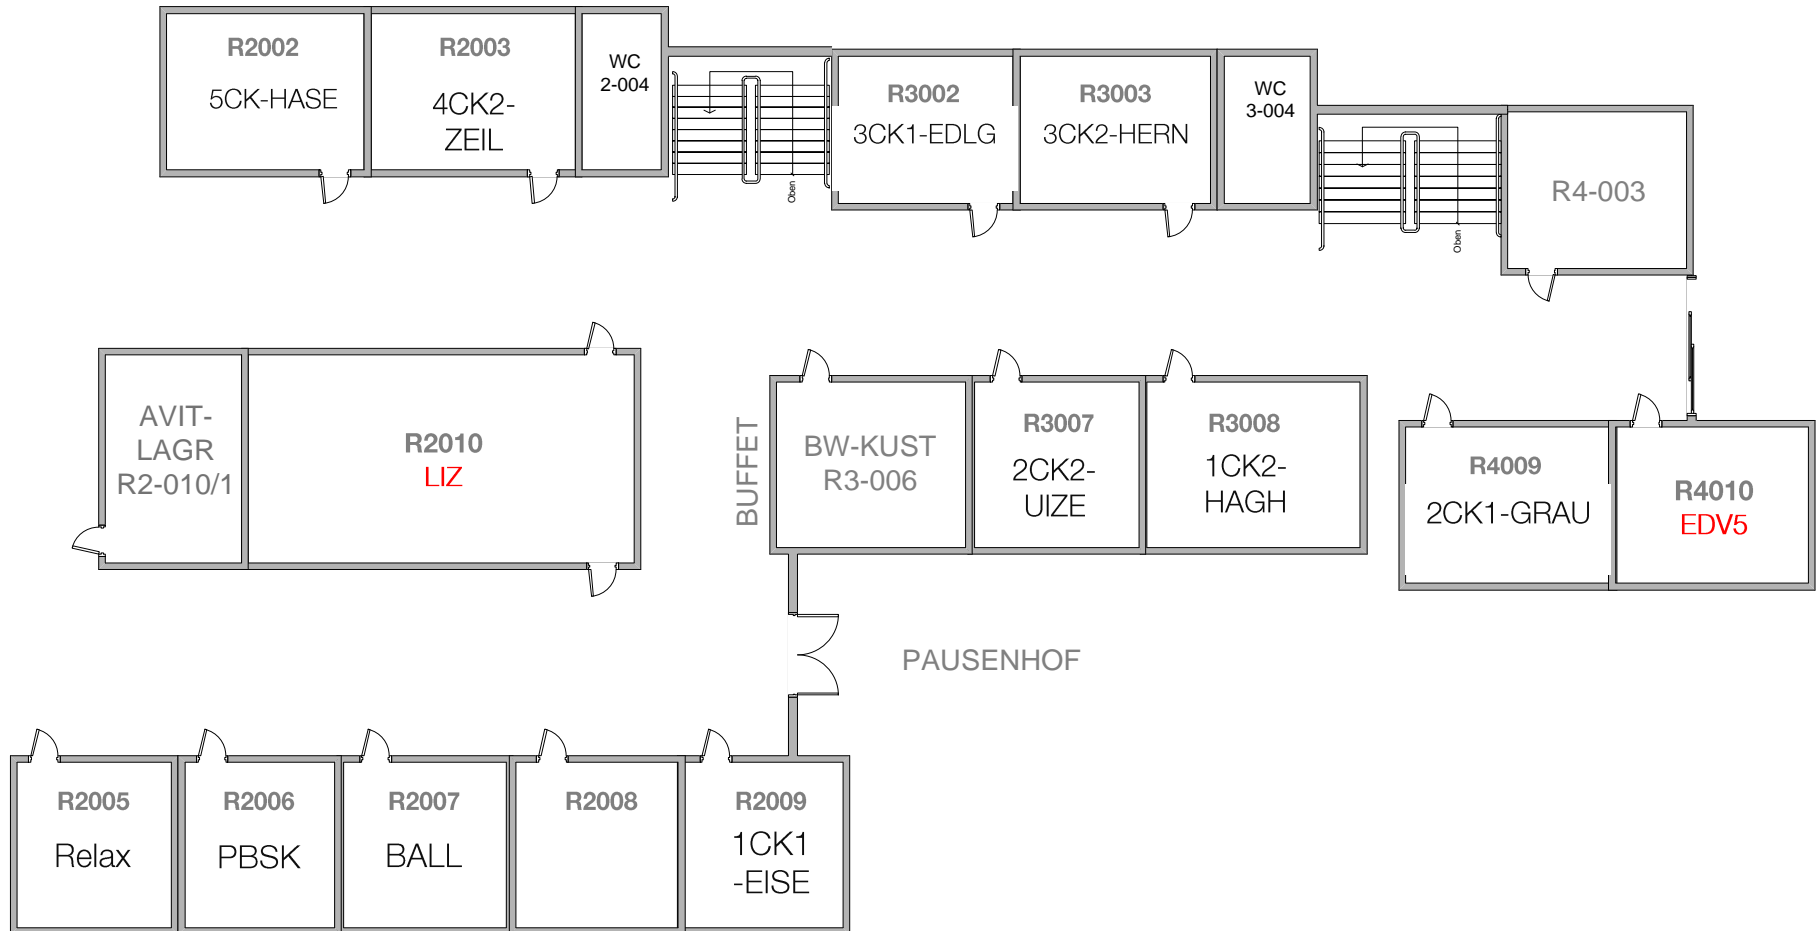 R2002
5CK-HASE
R2003
4CK2-
ZEIL
WC
2-004
Oben
R3002
3CK1-EDLG
R3003
3CK2-HERN
WC
3-004
Oben
R4-003
AVIT-
LAGR
R2-010/1
R2010
LIZ
BUFFET
BW-KUST
R3-006
R3007
2CK2-
UIZE
R3008
1CK2-
HAGH
R4009
2CK1-GRAU
R4010
EDV5
PAUSENHOF
R2005
Relax
R2006
PBSK
R2007
BALL
R2008
R2009
1CK1
-EISE